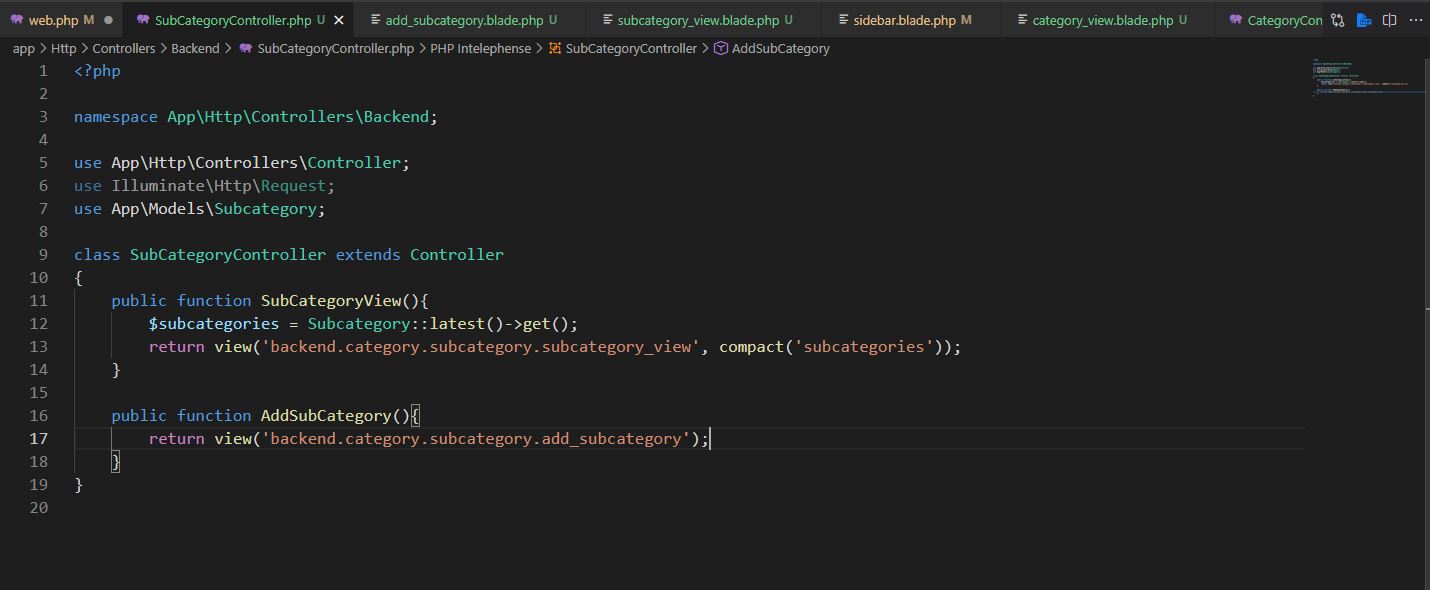 web.php M ●
SubCategoryController.php U ×
add_subcategory.blade.php U
subcategory_view.blade.php U
sidebar.blade.php M
category_view.blade.php U
CategoryCon
app > Http > Controllers > Backend > SubCategoryController.php > PHP Intelephense > SubCategoryController > AddSubCategory
1 <?php
2
3 namespace App\Http\Controllers\Backend;
4
5 use App\Http\Controllers\Controller;
6 use Illuminate\Http\Request;
7 use App\Models\Subcategory;
8
9 class SubCategoryController extends Controller
10 {
11     public function SubCategoryView(){
12         $subcategories = Subcategory::latest()->get();
13         return view('backend.category.subcategory.subcategory_view', compact('subcategories'));
14     }
15
16     public function AddSubCategory(){
17         return view('backend.category.subcategory.add_subcategory');
18     }
19 }
20